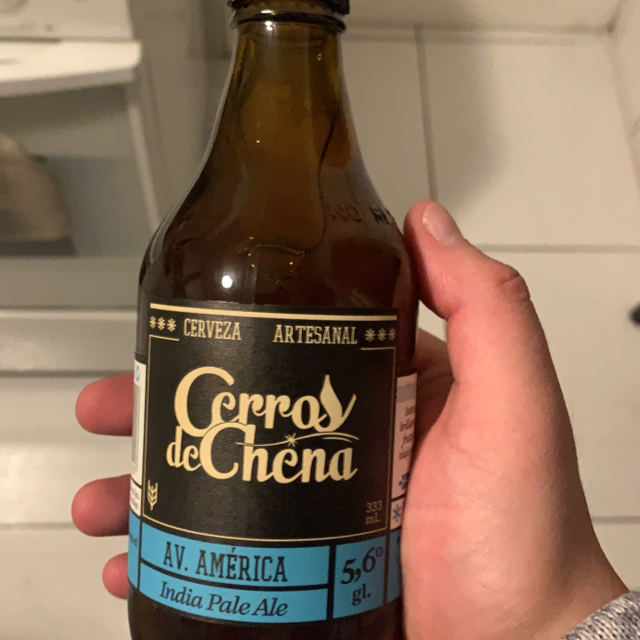 CERVEZA ARTESANAL
Cerros
de Chena
333
mL
AV. AMÉRICA
India Pale Ale
5,6°
gl.